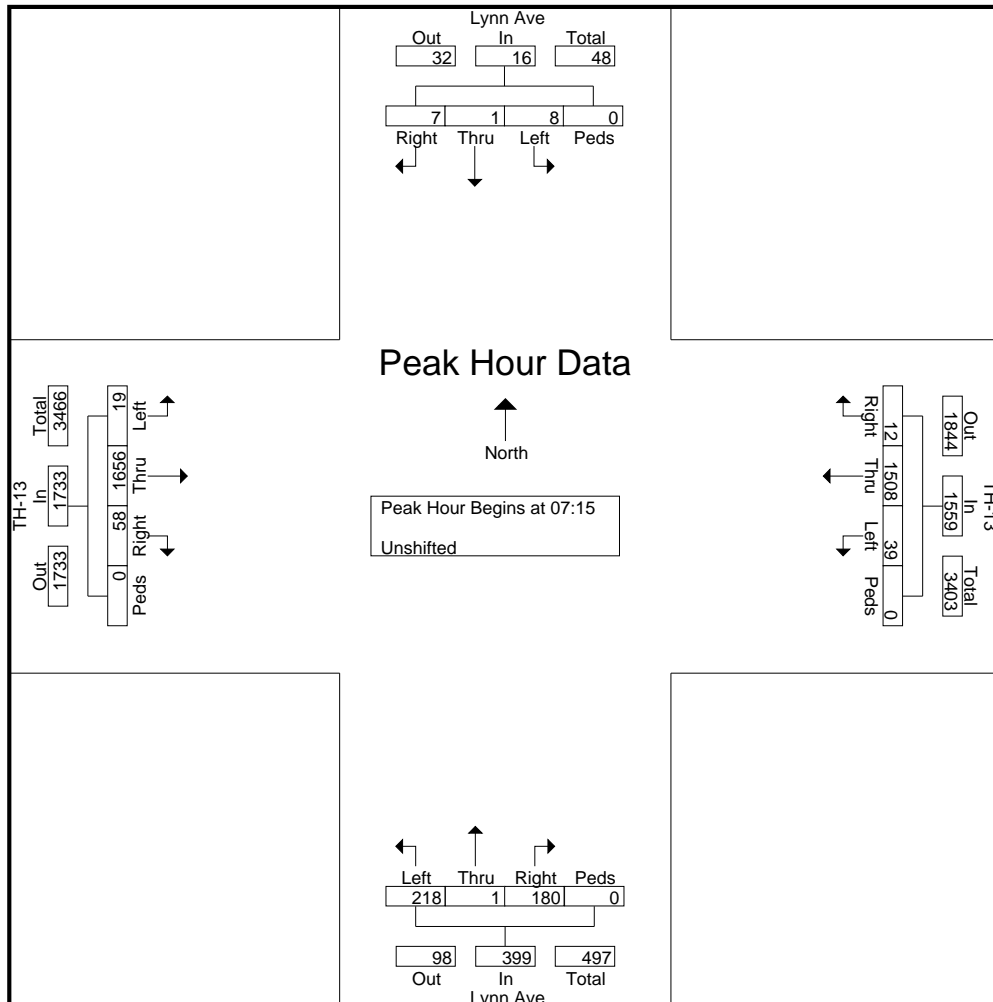 Lynn Ave
Out In Total
32 16 48
7 1 8 0
Right Thru Left Peds
Peak Hour Data
North
Peak Hour Begins at 07:15
Unshifted
TH-13
Total In Out
3466 1733 1733
19 1656 58 0
Left Thru Right Peds
TH-13
Out In Total
1844 1559 3403
12 1508 39 0
Right Thru Left Peds
Left Thru Right Peds
218 1 180 0
98 399 497
Out In Total
Lynn Ave